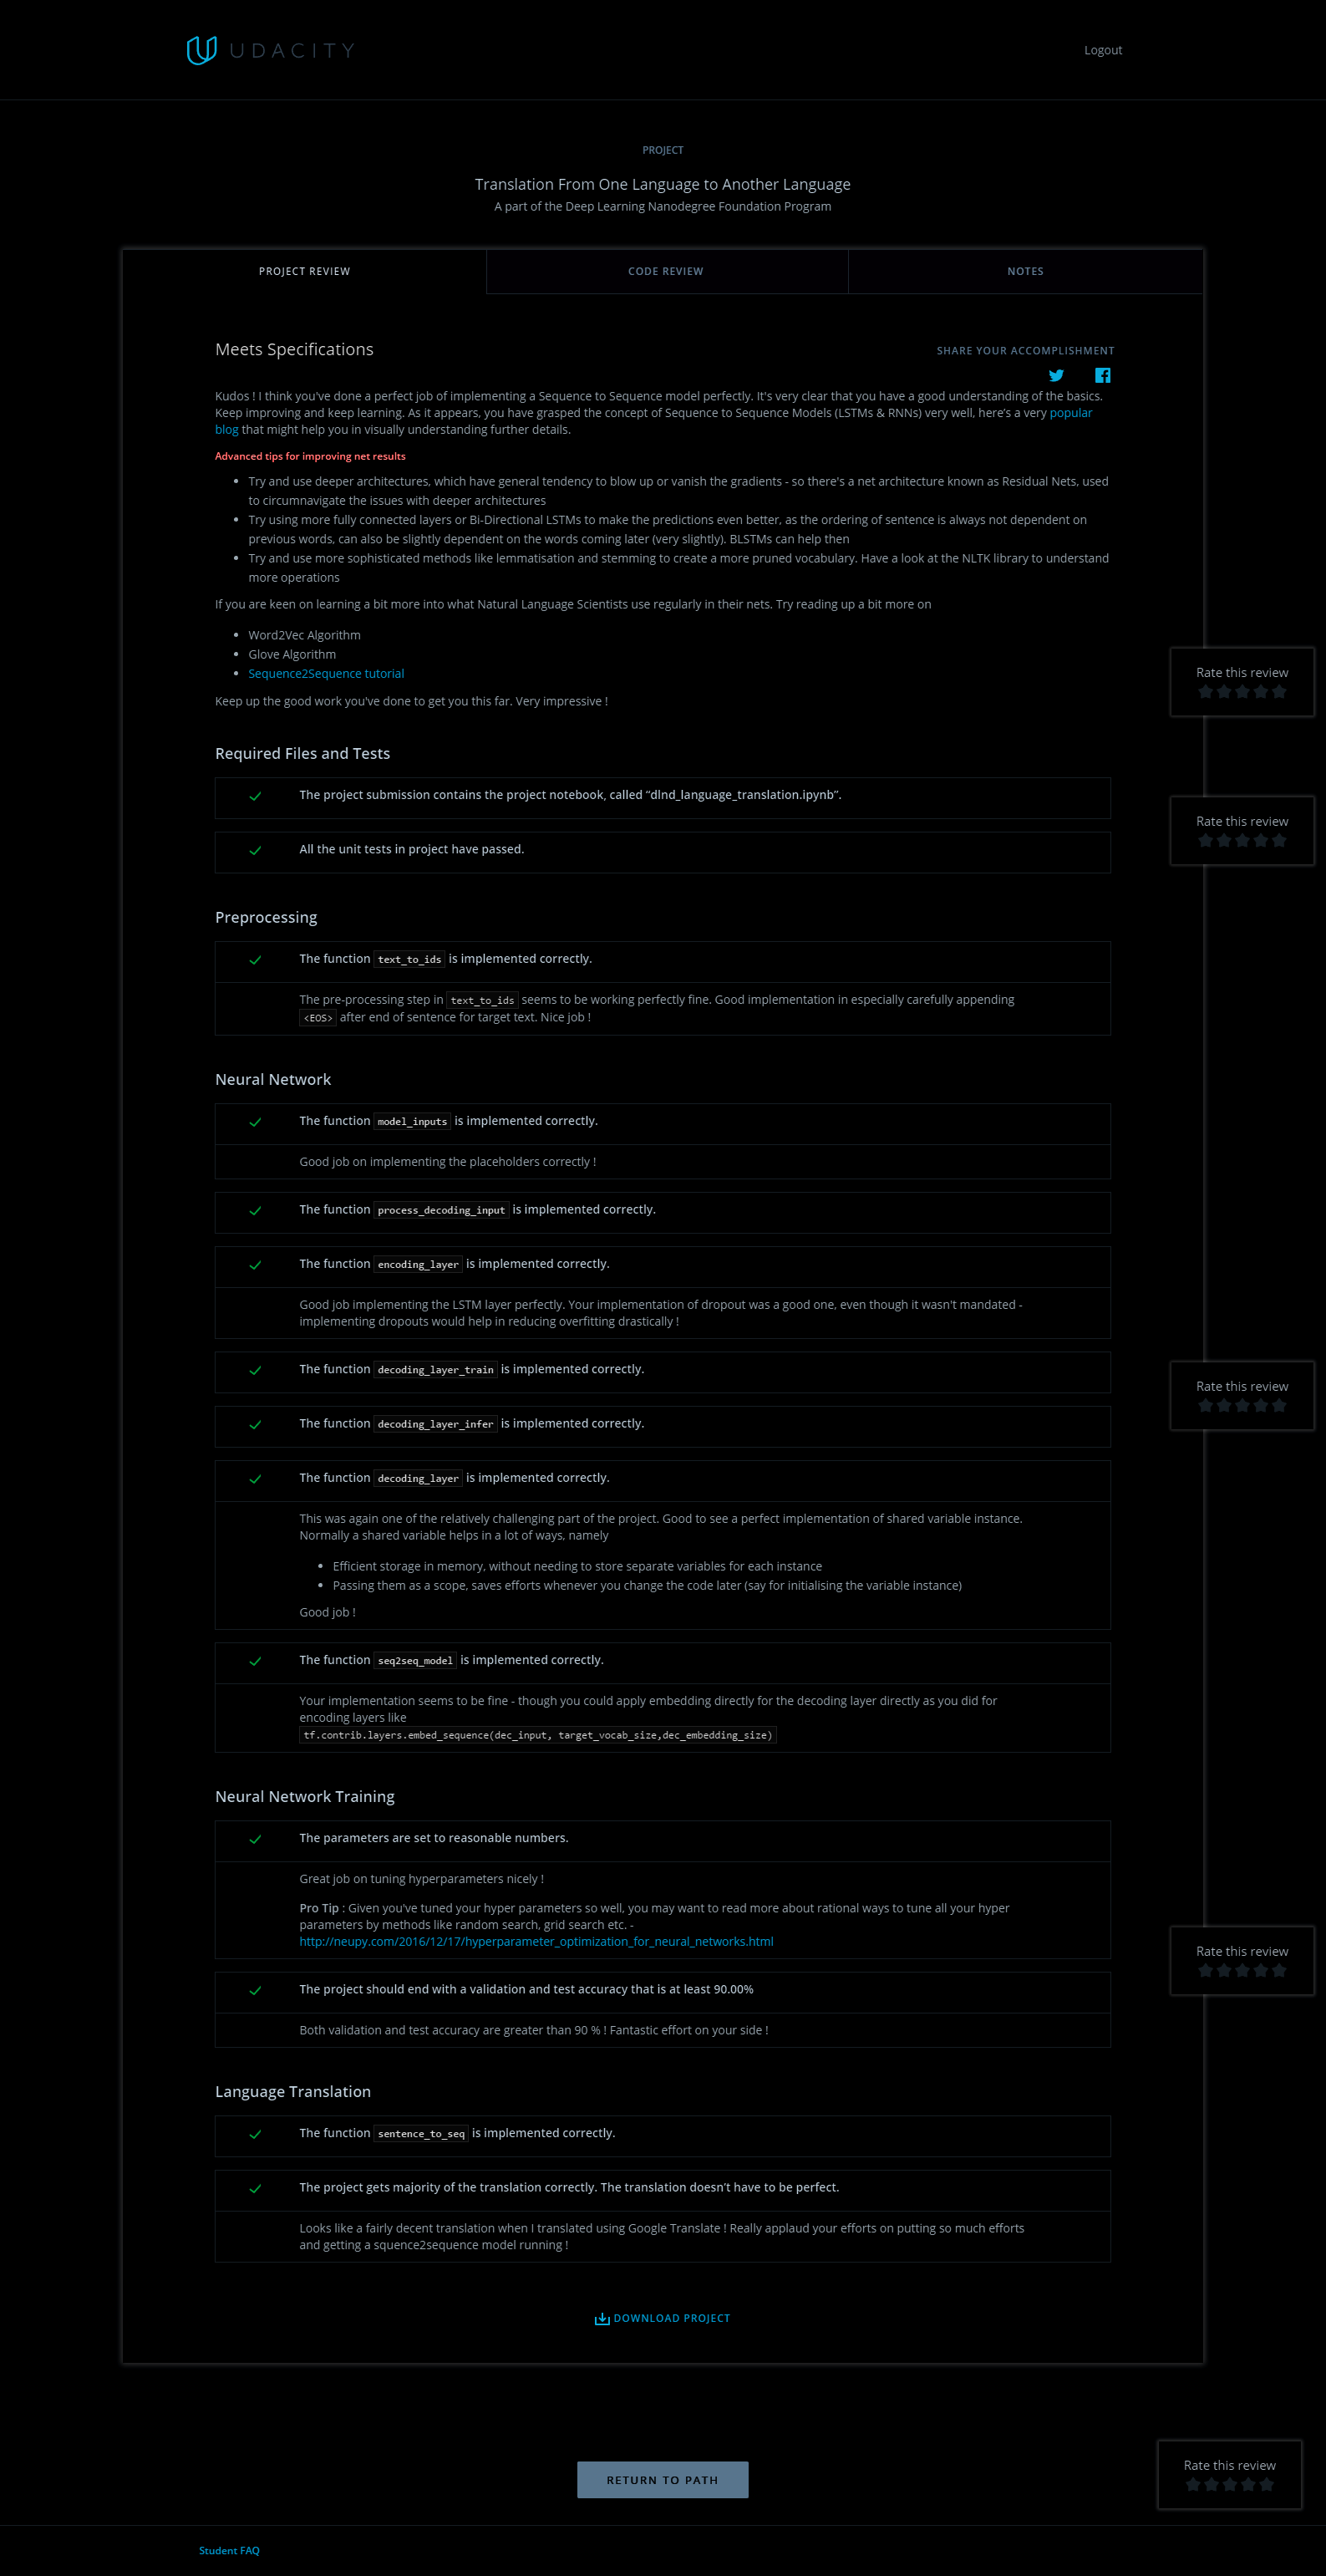 UDACITY
Logout
PROJECT
Translation From One Language to Another Language
A part of the Deep Learning Nanodegree Foundation Program
PROJECT REVIEW
CODE REVIEW
NOTES
Meets Specifications
SHARE YOUR ACCOMPLISHMENT
Kudos ! I think you've done a perfect job of implementing a Sequence to Sequence model perfectly. It's very clear that you have a good understanding of the basics.
Keep improving and keep learning. As it appears, you have grasped the concept of Sequence to Sequence Models (LSTMs & RNNs) very well, here's a very popular
blog that might help you in visually understanding further details.
Advanced tips for improving net results
Try and use deeper architectures, which have general tendency to blow up or vanish the gradients - so there's a net architecture known as Residual Nets, used
to circumnavigate the issues with deeper architectures
Try using more fully connected layers or Bi-Directional LSTMs to make the predictions even better, as the ordering of sentence is always not dependent on
previous words, can also be slightly dependent on the words coming later (very slightly). BLSTMs can help then
Try and use more sophisticated methods like lemmatisation and stemming to create a more pruned vocabulary. Have a look at the NLTK library to understand
more operations
If you are keen on learning a bit more into what Natural Language Scientists use regularly in their nets. Try reading up a bit more on
Word2Vec Algorithm
Glove Algorithm
Sequence2Sequence tutorial
Rate this review
Keep up the good work you've done to get you this far. Very impressive !
Required Files and Tests
The project submission contains the project notebook, called “dlnd_language_translation.ipynb”.
Rate this review
All the unit tests in project have passed.
Preprocessing
The function text_to_ids is implemented correctly.
The pre-processing step in text_to_ids seems to be working perfectly fine. Good implementation in especially carefully appending
<EOS> after end of sentence for target text. Nice job !
Neural Network
The function model_inputs is implemented correctly.
Good job on implementing the placeholders correctly !
The function process_decoding_input is implemented correctly.
The function encoding_layer is implemented correctly.
Good job implementing the LSTM layer perfectly. Your implementation of dropout was a good one, even though it wasn't mandated -
implementing dropouts would help in reducing overfitting drastically !
The function decoding_layer_train is implemented correctly.
Rate this review
The function decoding_layer_infer is implemented correctly.
The function decoding_layer is implemented correctly.
This was again one of the relatively challenging part of the project. Good to see a perfect implementation of shared variable instance.
Normally a shared variable helps in a lot of ways, namely
Efficient storage in memory, without needing to store separate variables for each instance
Passing them as a scope, saves efforts whenever you change the code later (say for initialising the variable instance)
Good job !
The function seq2seq_model is implemented correctly.
Your implementation seems to be fine - though you could apply embedding directly for the decoding layer directly as you did for
encoding layers like
tf.contrib.layers.embed_sequence(dec_input, target_vocab_size,dec_embedding_size)
Neural Network Training
The parameters are set to reasonable numbers.
Great job on tuning hyperparameters nicely !
Pro Tip : Given you've tuned your hyper parameters so well, you may want to read more about rational ways to tune all your hyper
parameters by methods like random search, grid search etc. -
http://neupy.com/2016/12/17/hyperparameter_optimization_for_neural_networks.html
Rate this review
The project should end with a validation and test accuracy that is at least 90.00%
Both validation and test accuracy are greater than 90 % ! Fantastic effort on your side !
Language Translation
The function sentence_to_seq is implemented correctly.
The project gets majority of the translation correctly. The translation doesn’t have to be perfect.
Looks like a fairly decent translation when I translated using Google Translate ! Really applaud your efforts on putting so much efforts
and getting a squence2sequence model running !
DOWNLOAD PROJECT
Rate this review
RETURN TO PATH
Student FAQ